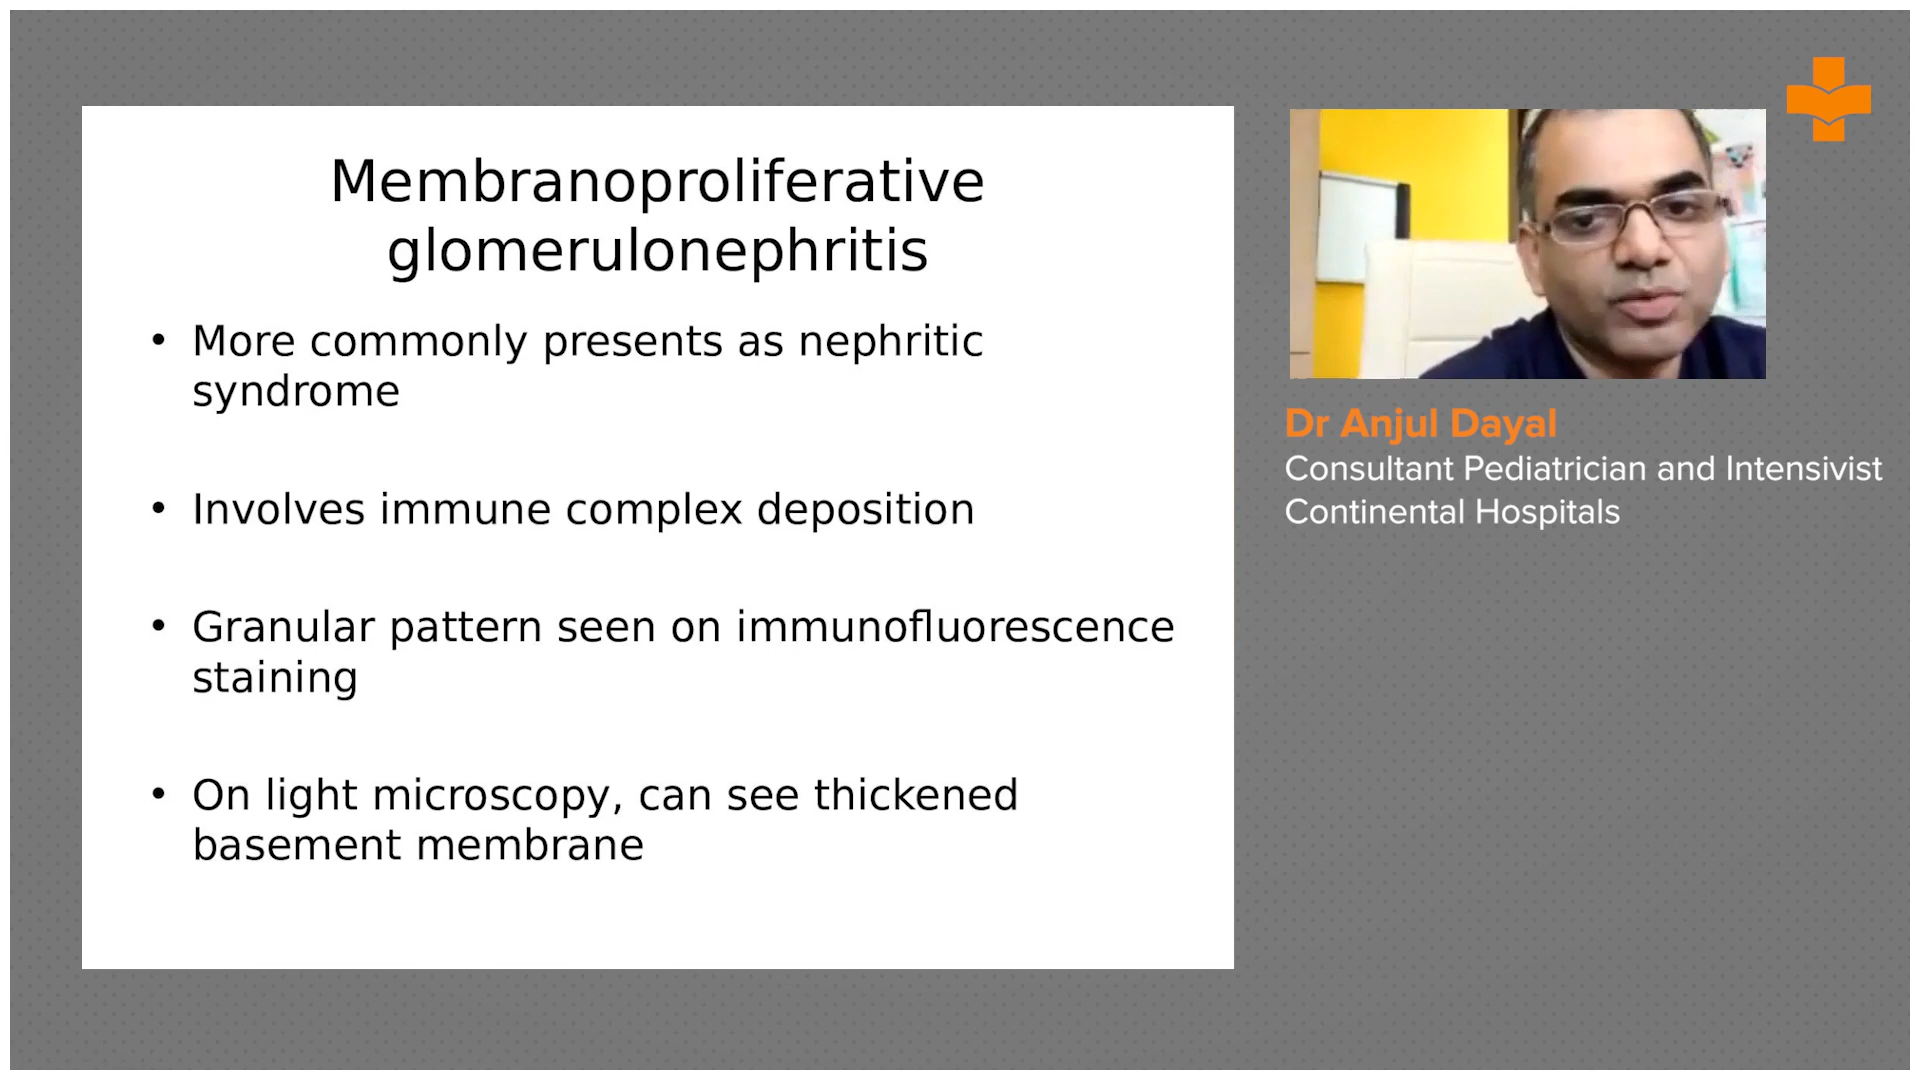 Membranoproliferative
glomerulonephritis
• More commonly presents as nephritic
syndrome
• Involves immune complex deposition
• Granular pattern seen on immunofluorescence
staining
• On light microscopy, can see thickened
basement membrane
Dr Anjul Dayal
Consultant Pediatrician and Intensivist
Continental Hospitals